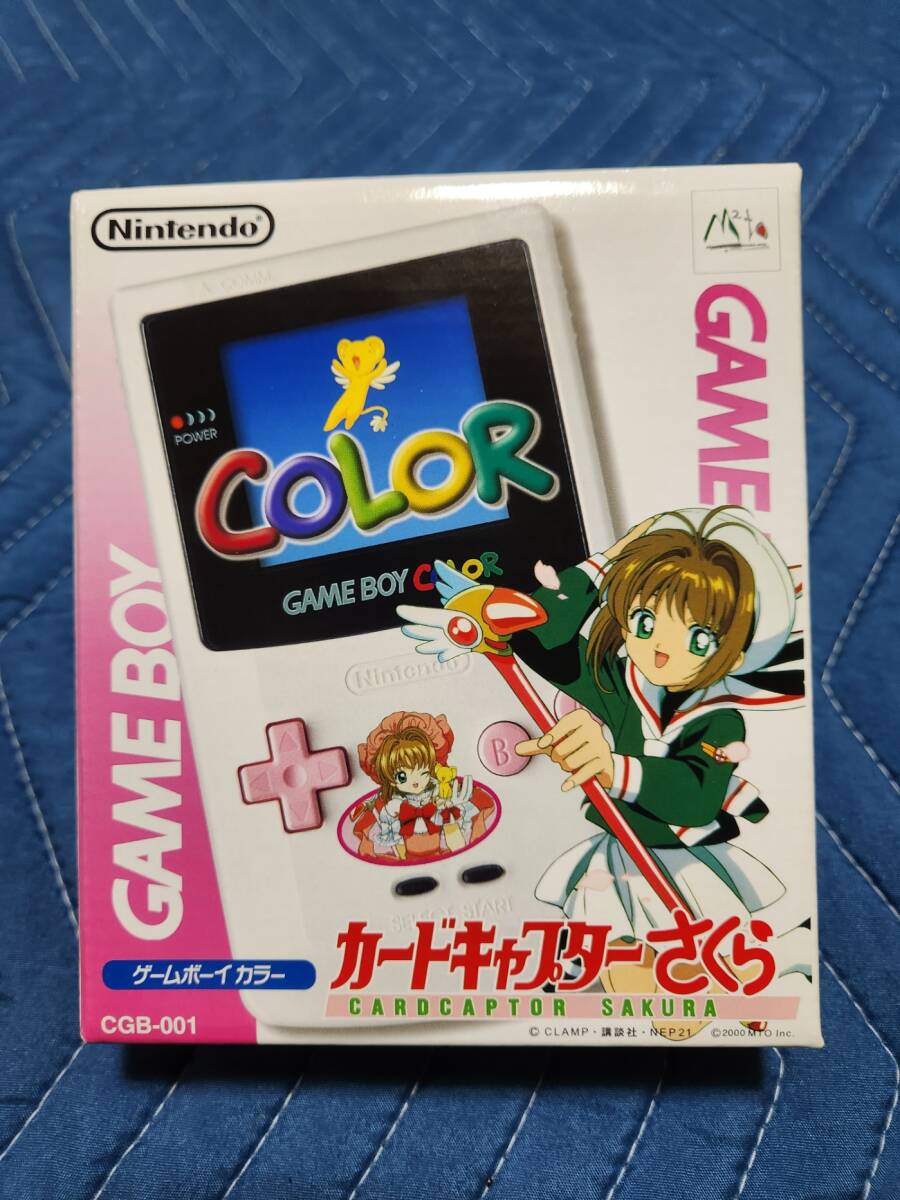 Nintendo®
COMM.
POWER
COLOR
GAME BOY COLOR
Nintendo
B
SELECT START
GAME BOY
GAME
ゲームボーイ カラー
CGB-001
カードキャプターさくら
CARDCAPTOR SAKURA
© CLAMP・講談社・NEP21 ©2000 MTO Inc.